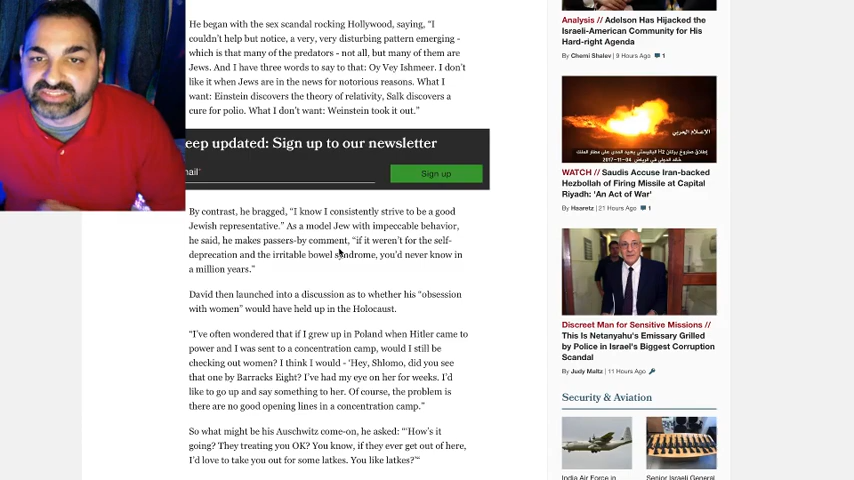 He began with the sex scandal rocking Hollywood, saying, “I
couldn’t help but notice, a very, very disturbing pattern emerging -
which is that many of the predators - not all, but many of them are
Jews. And I have three words to say to that: Oy Vey Ishmeer. I don’t
like it when Jews are in the news for notorious reasons. What I
want: Einstein discovers the theory of relativity, Salk discovers a
cure for polio. What I don’t want: Weinstein took it out.”
eep updated: Sign up to our newsletter
nail*
Sign up
By contrast, he bragged, “I know I consistently strive to be a good
Jewish representative.” As a model Jew with impeccable behavior,
he said, he makes passers-by comment, “if it weren’t for the self-
deprecation and the irritable bowel syndrome, you’d never know in
a million years.”
David then launched into a discussion as to whether his “obsession
with women” would have held up in the Holocaust.
“I’ve often wondered that if I grew up in Poland when Hitler came to
power and I was sent to a concentration camp, would I still be
checking out women? I think I would - ‘Hey, Shlomo, did you see
that one by Barracks Eight? I’ve had my eye on her for weeks. I’d
like to go up and say something to her. Of course, the problem is
there are no good opening lines in a concentration camp.”
So what might be his Auschwitz come-on, he asked: “‘How’s it
going? They treating you OK? You know, if they ever get out of here,
I’d love to take you out for some latkes. You like latkes?’“
Analysis // Adelson Has Hijacked the
Israeli-American Community for His
Hard-right Agenda
By Chemi Shalev | 9 Hours Ago 1
الإعلام الحربي
2017-11-04
WATCH // Saudis Accuse Iran-backed
Hezbollah of Firing Missile at Capital
Riyadh: 'An Act of War'
By Haaretz | 21 Hours Ago 1
Discreet Man for Sensitive Missions //
This Is Netanyahu's Emissary Grilled
by Police in Israel's Biggest Corruption
Scandal
By Judy Maltz | 11 Hours Ago
Security & Aviation
India Air Force in
Senior Israeli General